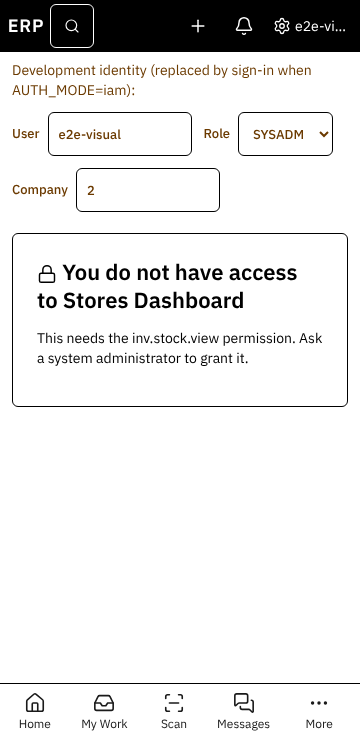 ERP
e2e-vi...
Development identity (replaced by sign-in when
AUTH_MODE=iam):
User e2e-visual Role SYSADM
Company 2
You do not have access
to Stores Dashboard
This needs the inv.stock.view permission. Ask
a system administrator to grant it.
Home My Work Scan Messages More